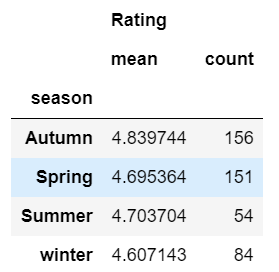 Rating
mean count
season
Autumn 4.839744 156
Spring 4.695364 151
Summer 4.703704 54
winter 4.607143 84